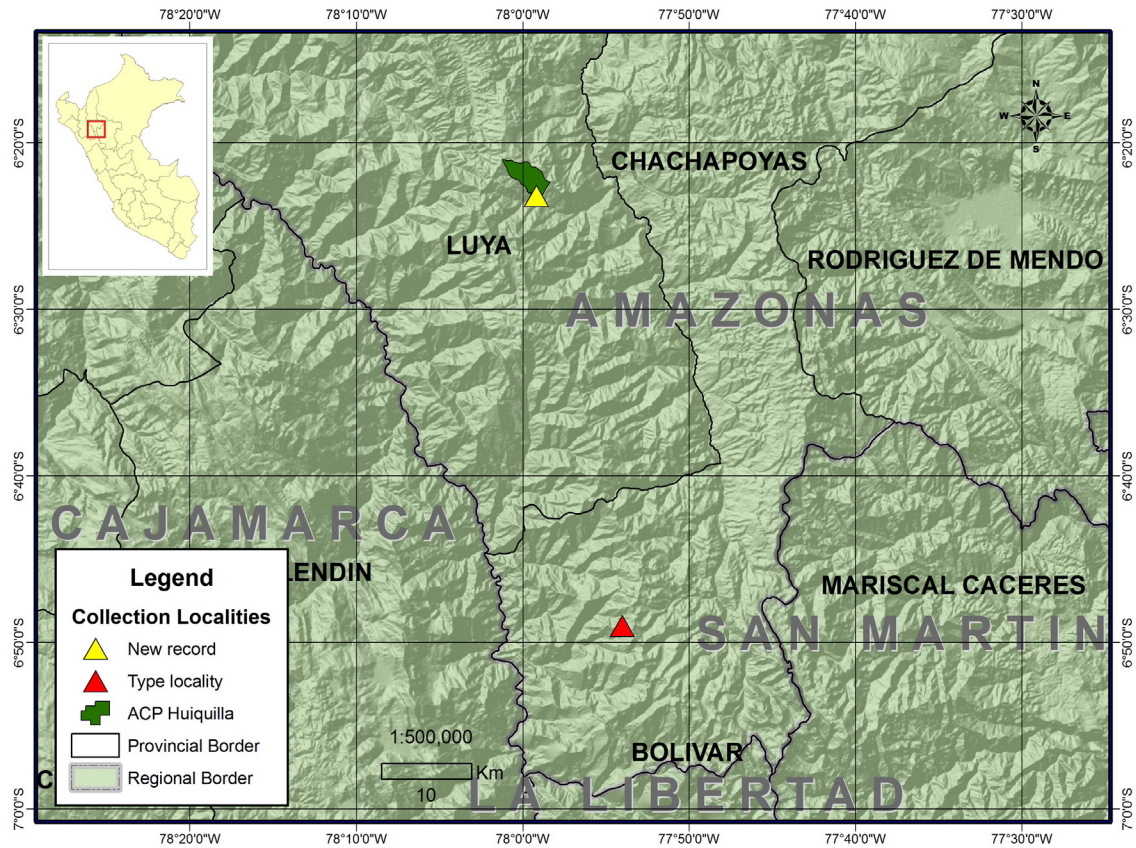 78°20'0"W 78°10'0"W 78°0'0"W 77°50'0"W 77°40'0"W 77°30'0"W
N
W E
S
6°20'0"S 6°20'0"S
CHACHAPOYAS
LUYA
RODRIGUEZ DE MENDO
AMAZONAS
6°30'0"S 6°30'0"S
6°40'0"S 6°40'0"S
CAJAMARCA
LENDIN
MARISCAL CACERES
SAN MARTIN
6°50'0"S 6°50'0"S
BOLIVAR
LA LIBERTAD
7°0'0"S 7°0'0"S
Legend
Collection Localities
New record
Type locality
ACP Huiquilla
Provincial Border
Regional Border
C
1:500,000
Km
10
78°20'0"W 78°10'0"W 78°0'0"W 77°50'0"W 77°40'0"W 77°30'0"W